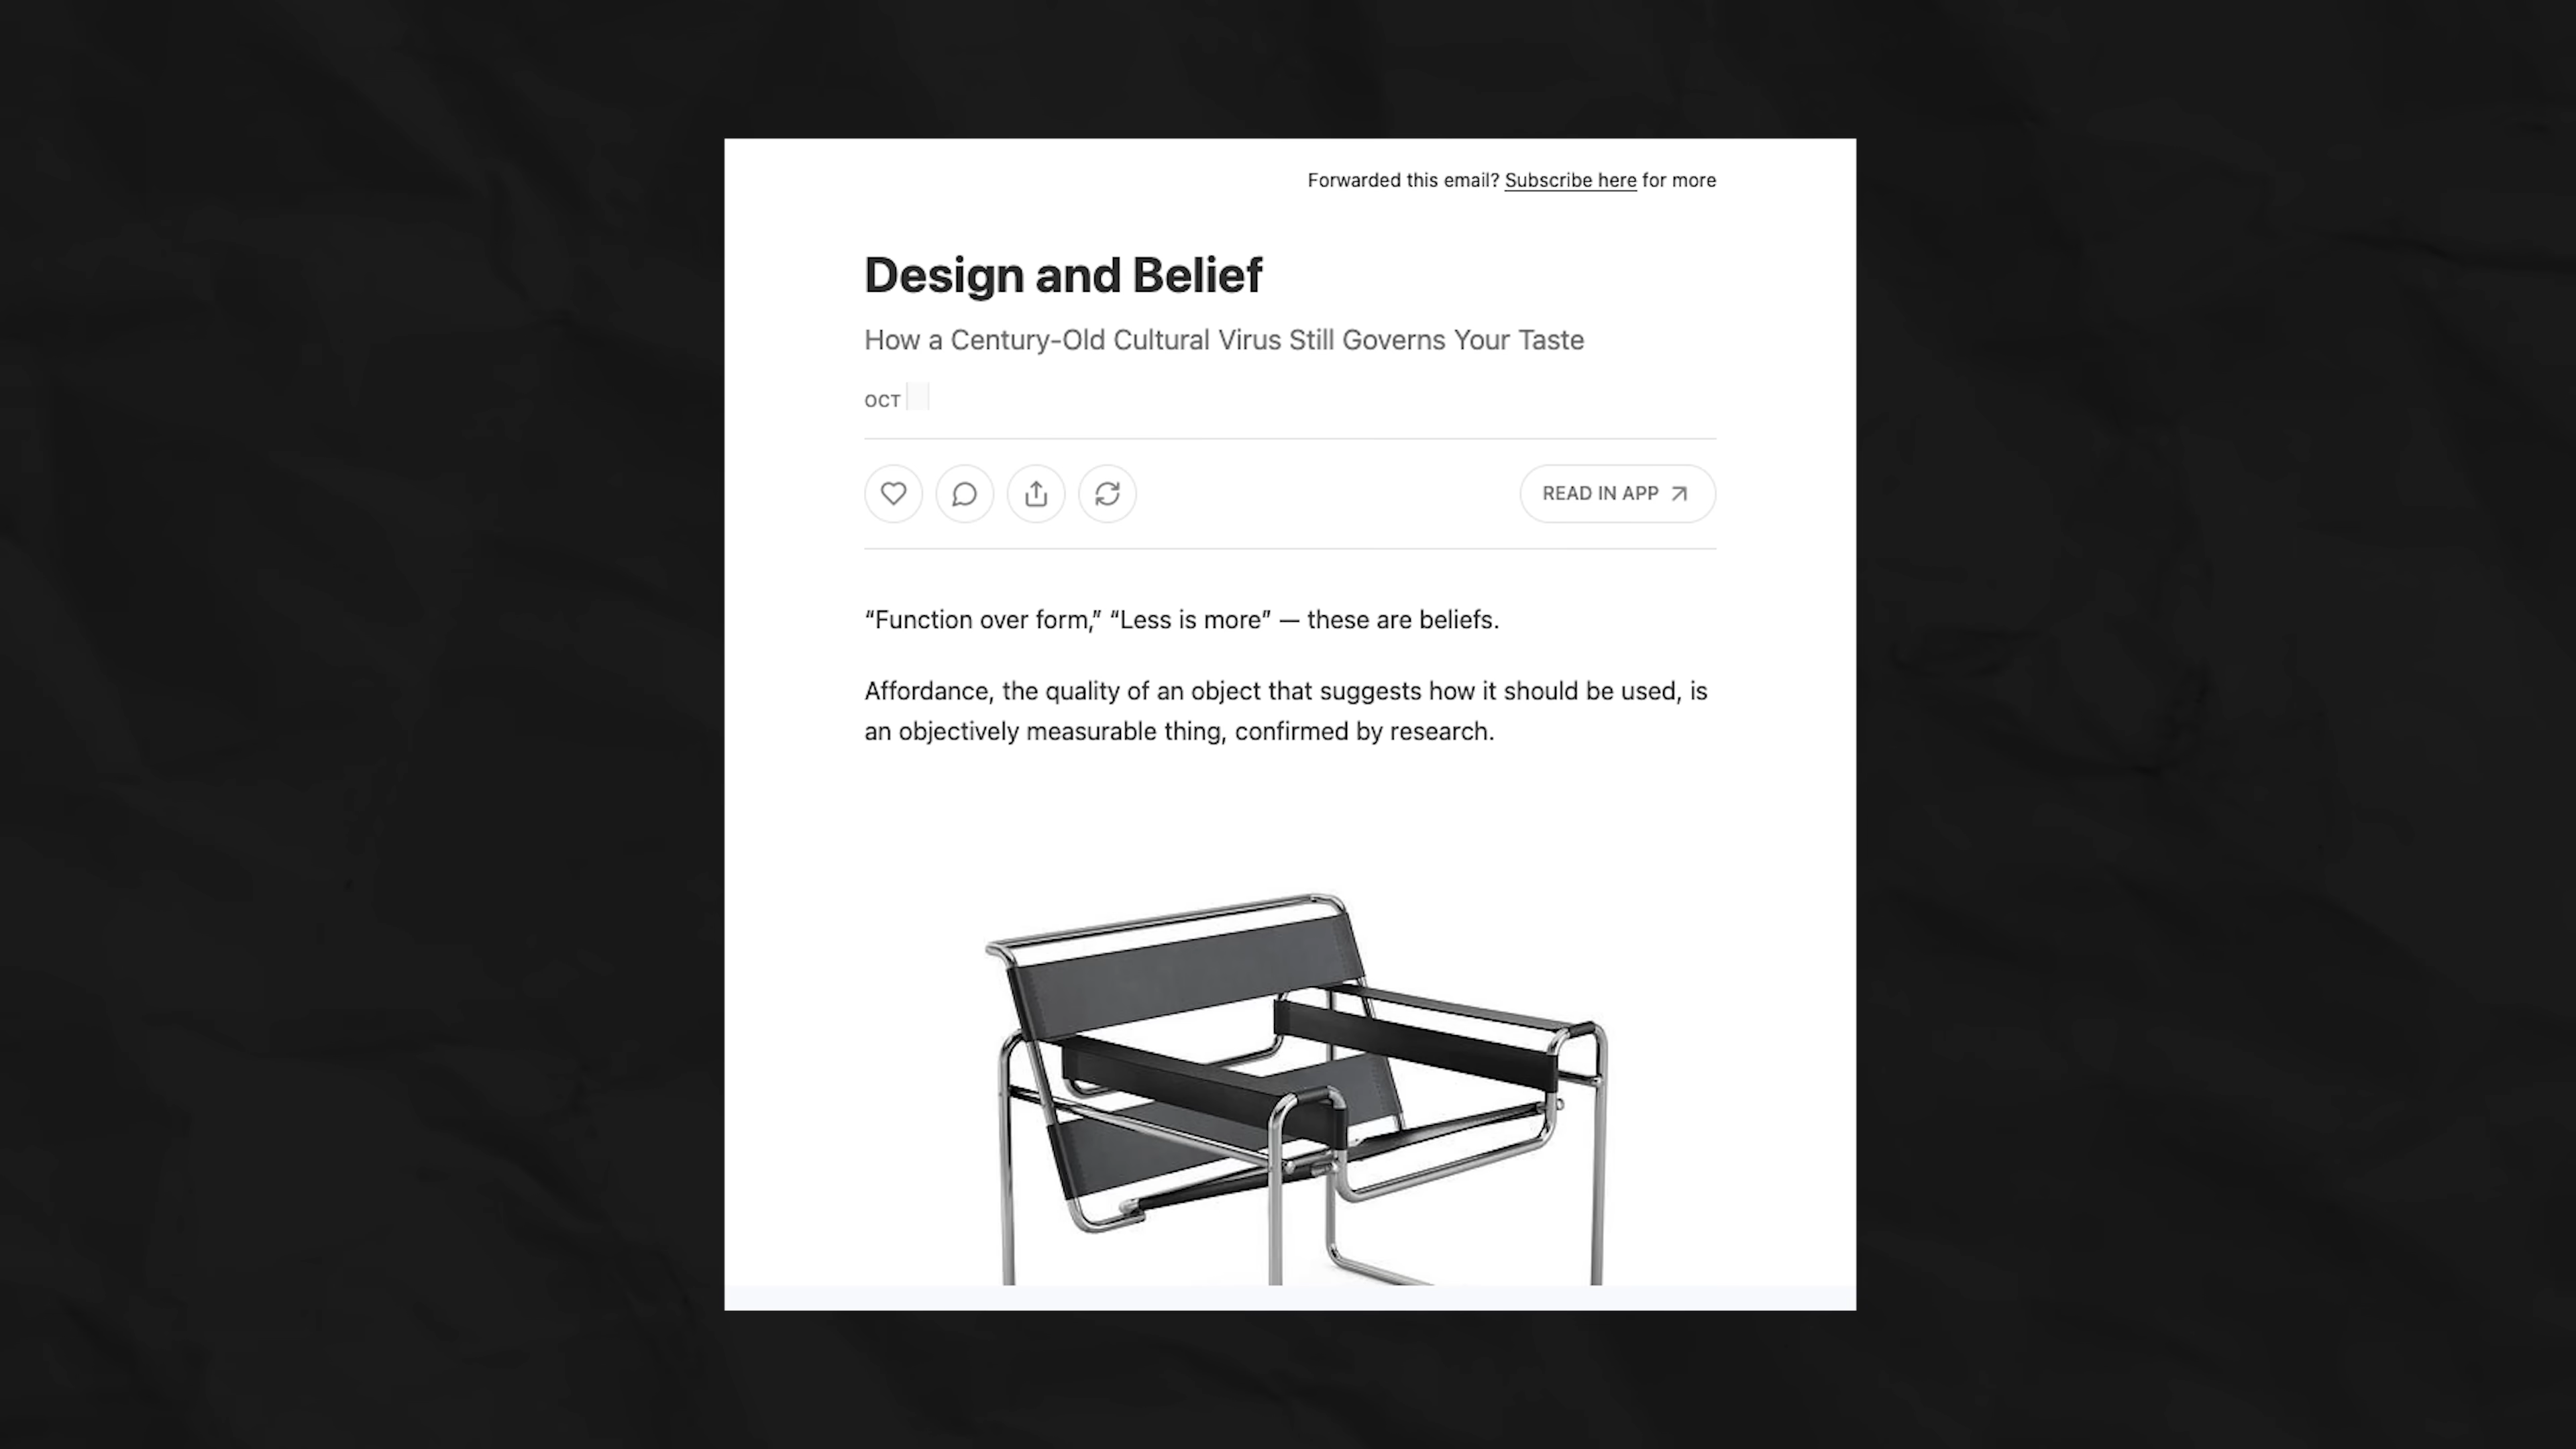 Forwarded this email? Subscribe here for more
Design and Belief
How a Century-Old Cultural Virus Still Governs Your Taste
OCT
READ IN APP
“Function over form,” “Less is more” — these are beliefs.
Affordance, the quality of an object that suggests how it should be used, is
an objectively measurable thing, confirmed by research.